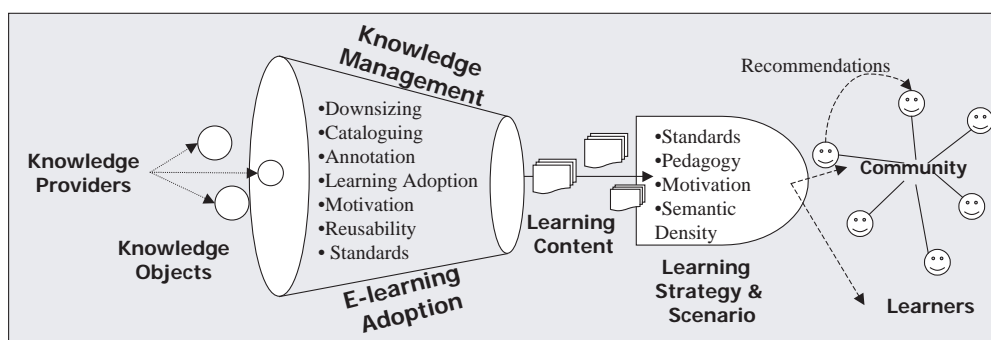 Knowledge
Providers
Knowledge
Objects
Knowledge
Management
•Downsizing
•Cataloguing
•Annotation
•Learning Adoption
•Motivation
•Reusability
• Standards
E-learning
Adoption
Learning
Content
•Standards
•Pedagogy
•Motivation
•Semantic
Density
Learning
Strategy &
Scenario
Recommendations
Community
Learners